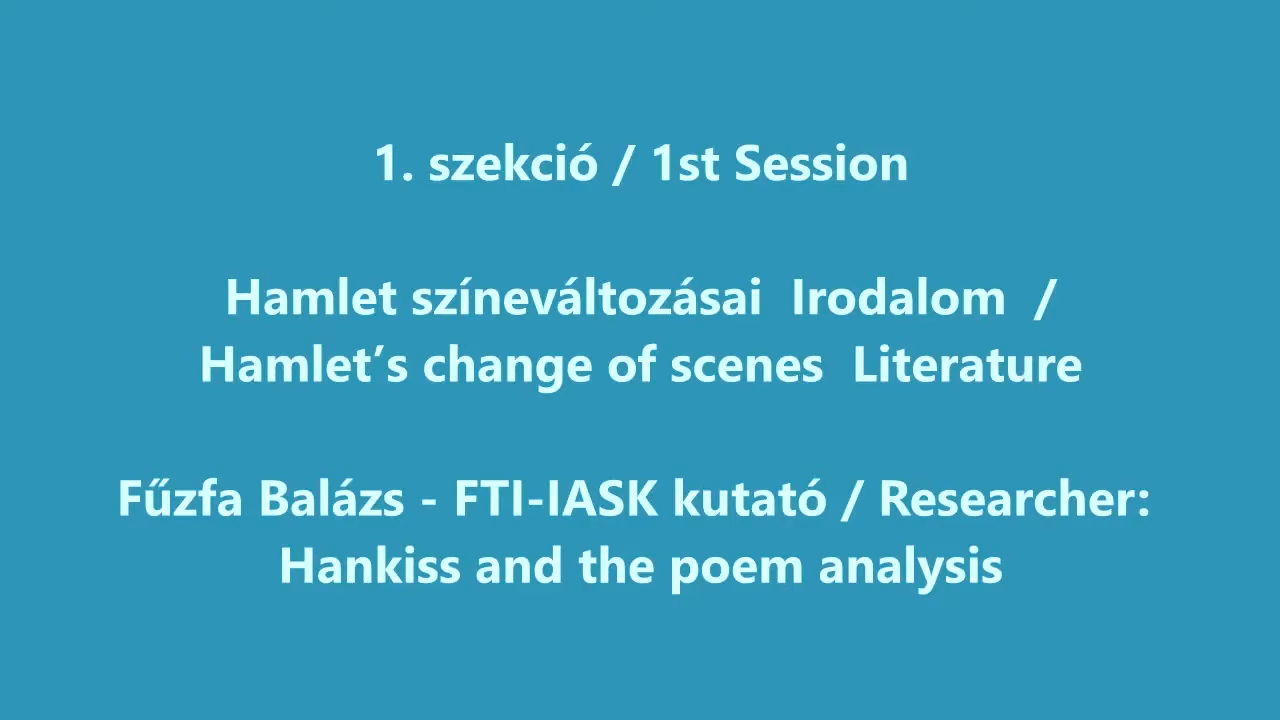 1. szekció / 1st Session
Hamlet színeváltozásai  Irodalom  /
Hamlet’s change of scenes  Literature
Fűzfa Balázs - FTI-IASK kutató / Researcher:
Hankiss and the poem analysis